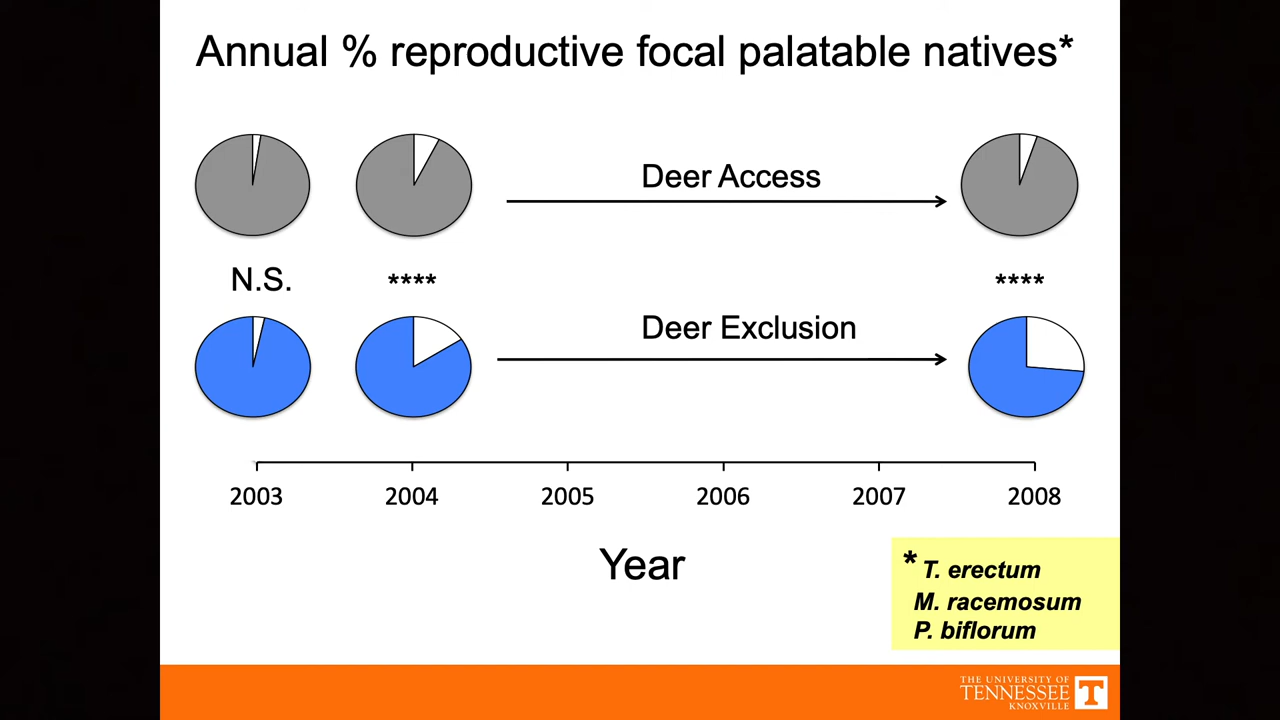 Annual % reproductive focal palatable natives*
Deer Access
N.S.
****
****
Deer Exclusion
2003 2004 2005 2006 2007 2008
Year
* T. erectum
M. racemosum
P. biflorum
THE UNIVERSITY OF
TENNESSEE
KNOXVILLE
T